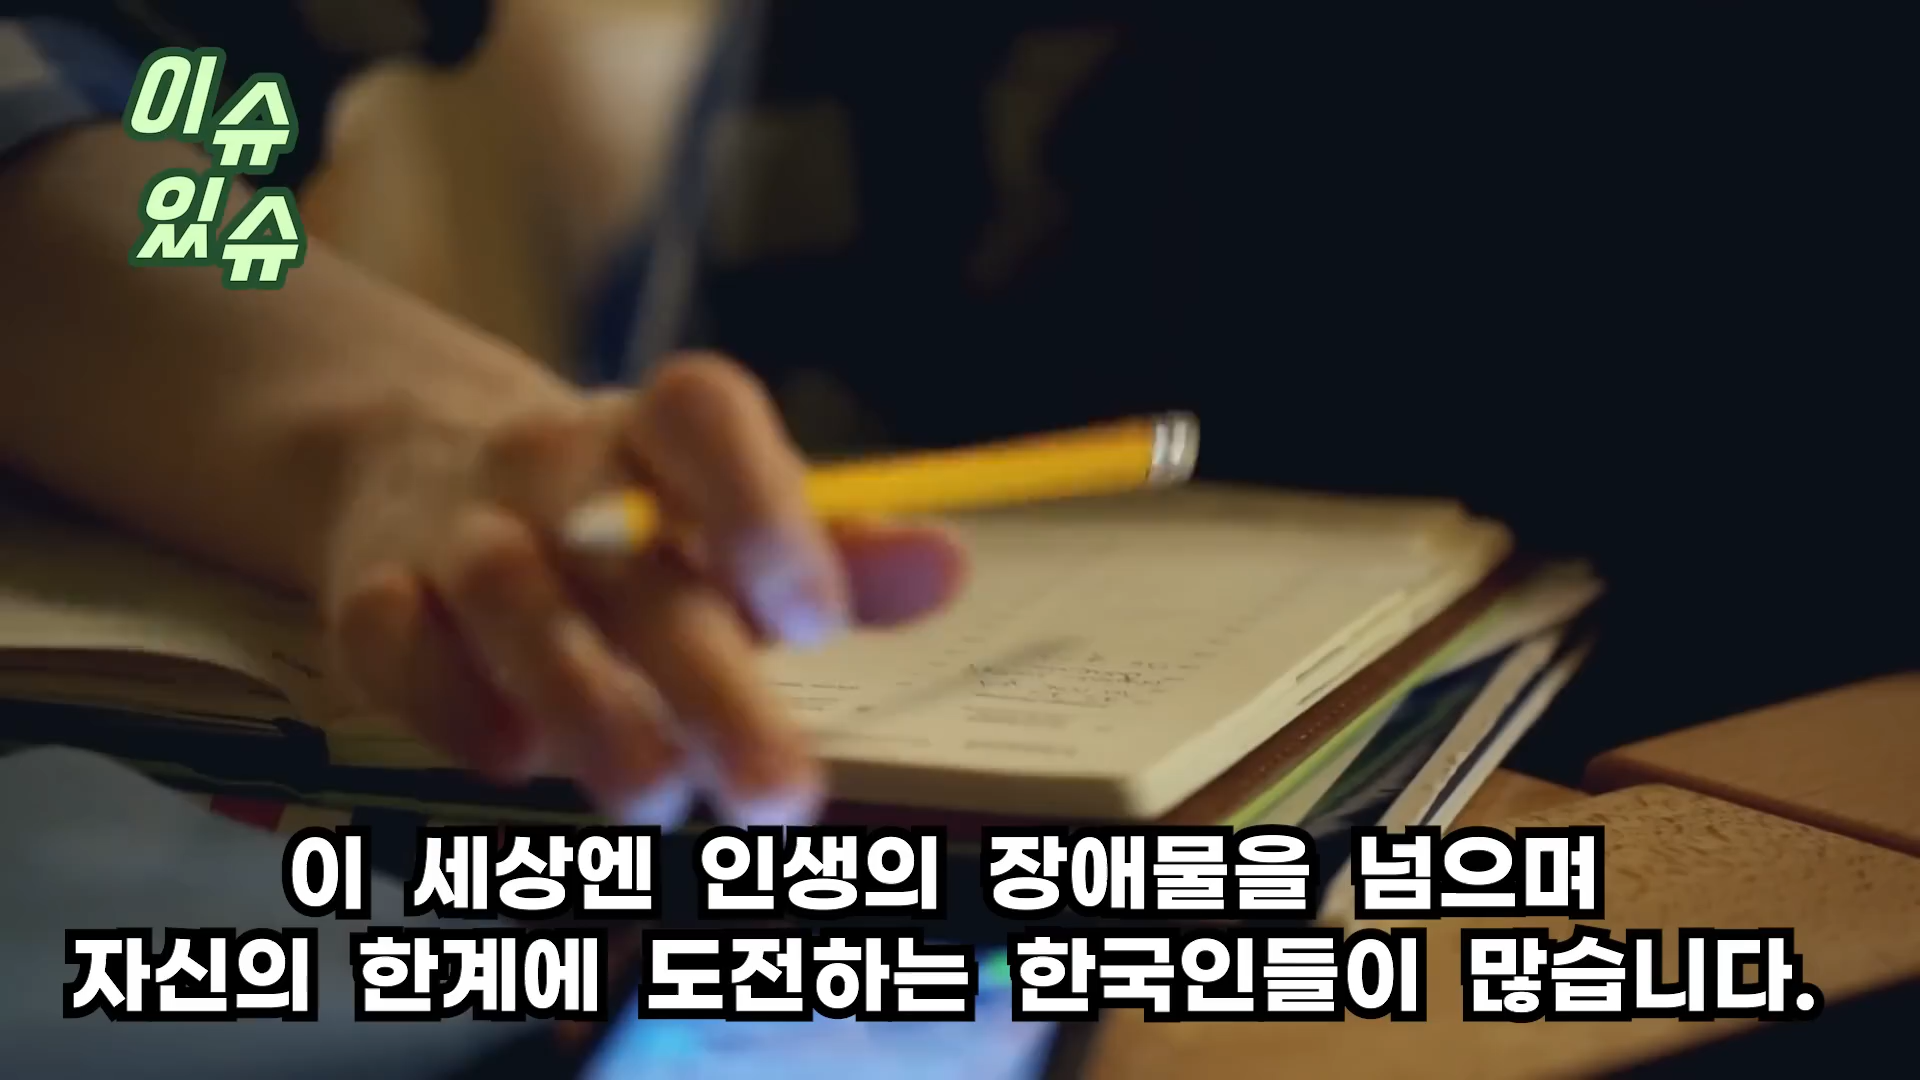 이슈
있슈
이 세상엔 인생의 장애물을 넘으며
자신의 한계에 도전하는 한국인들이 많습니다.